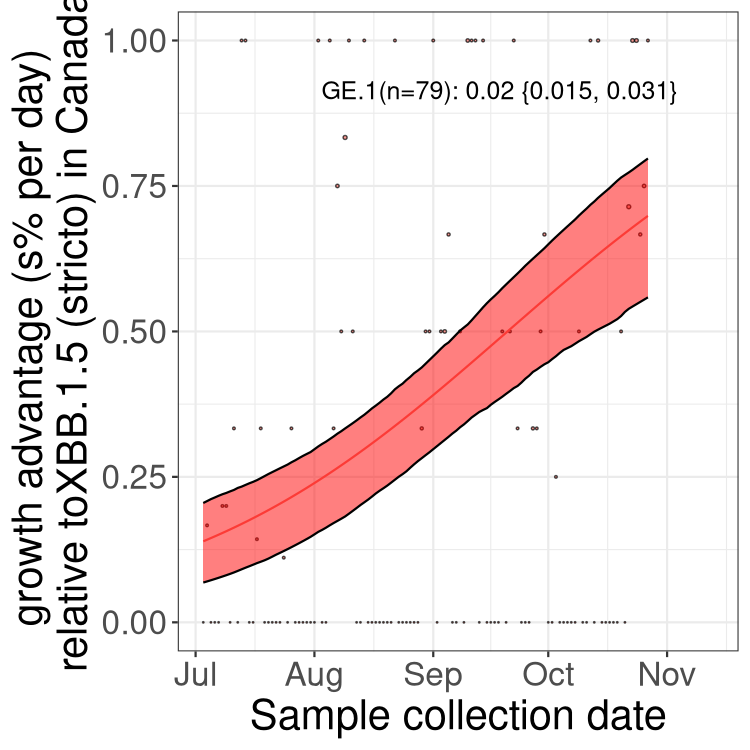 growth advantage (s% per day)
relative toXBB.1.5 (stricto) in Canada
1.00
0.75
0.50
0.25
0.00
GE.1(n=79): 0.02 {0.015, 0.031}
Jul Aug Sep Oct Nov
Sample collection date